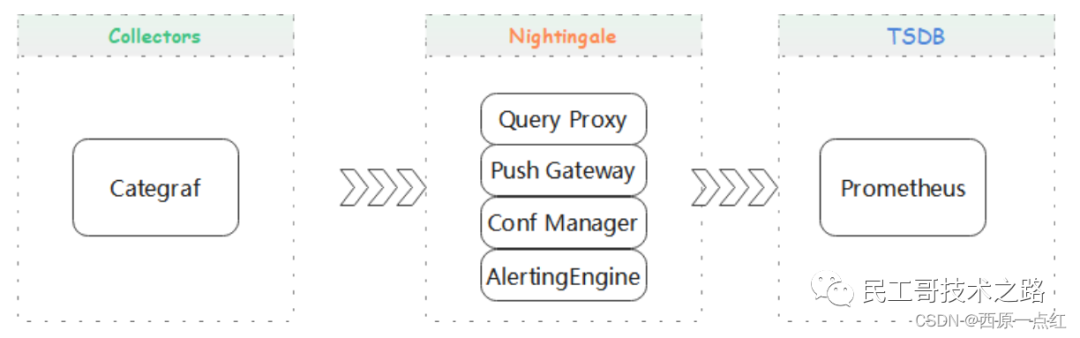 Collectors
Nightingale
TSDB
Categraf
Query Proxy
Push Gateway
Conf Manager
AlertingEngine
Prometheus
民工哥技术之路
CSDN @西原一点红